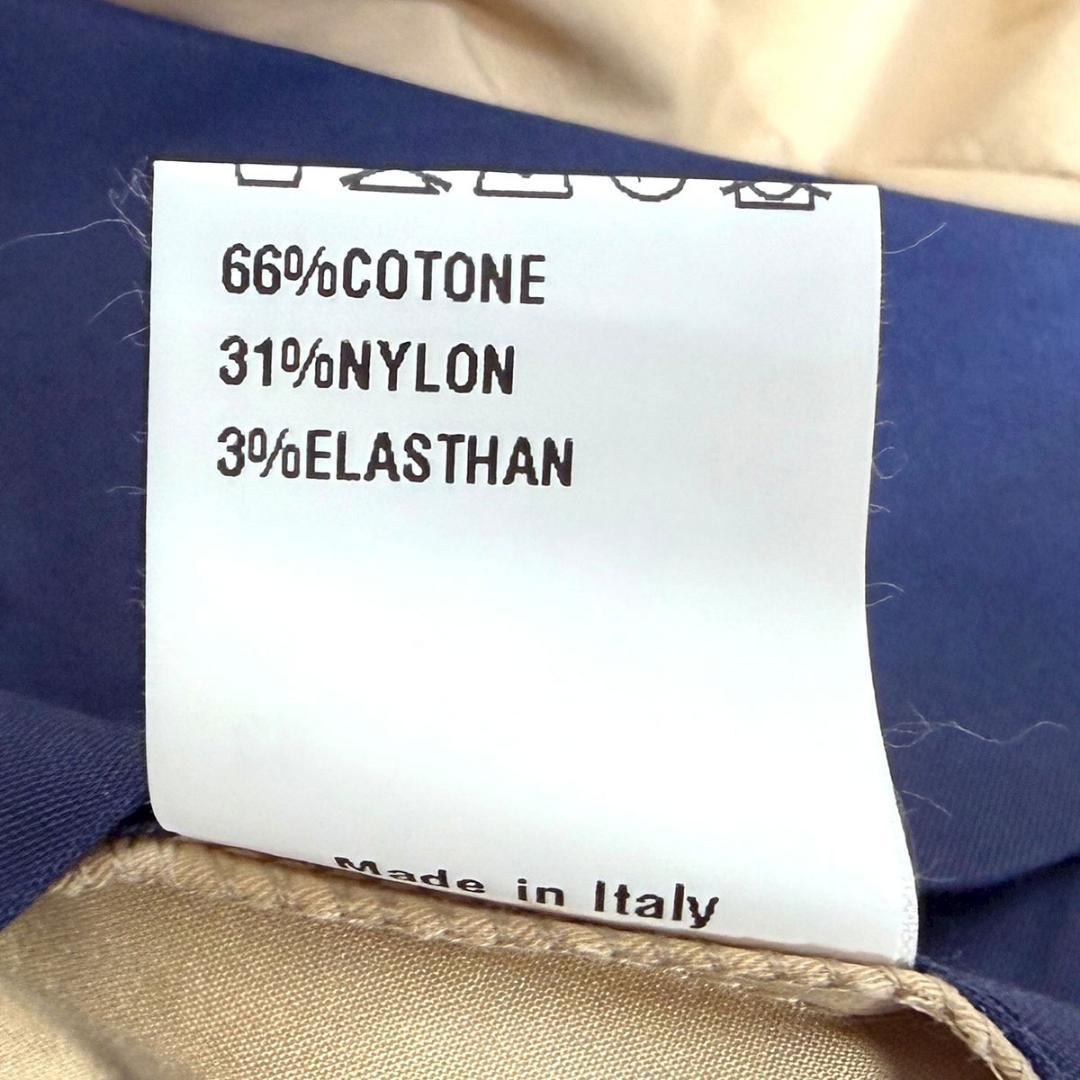 66%COTONE
31%NYLON
3%ELASTHAN
Made in Italy